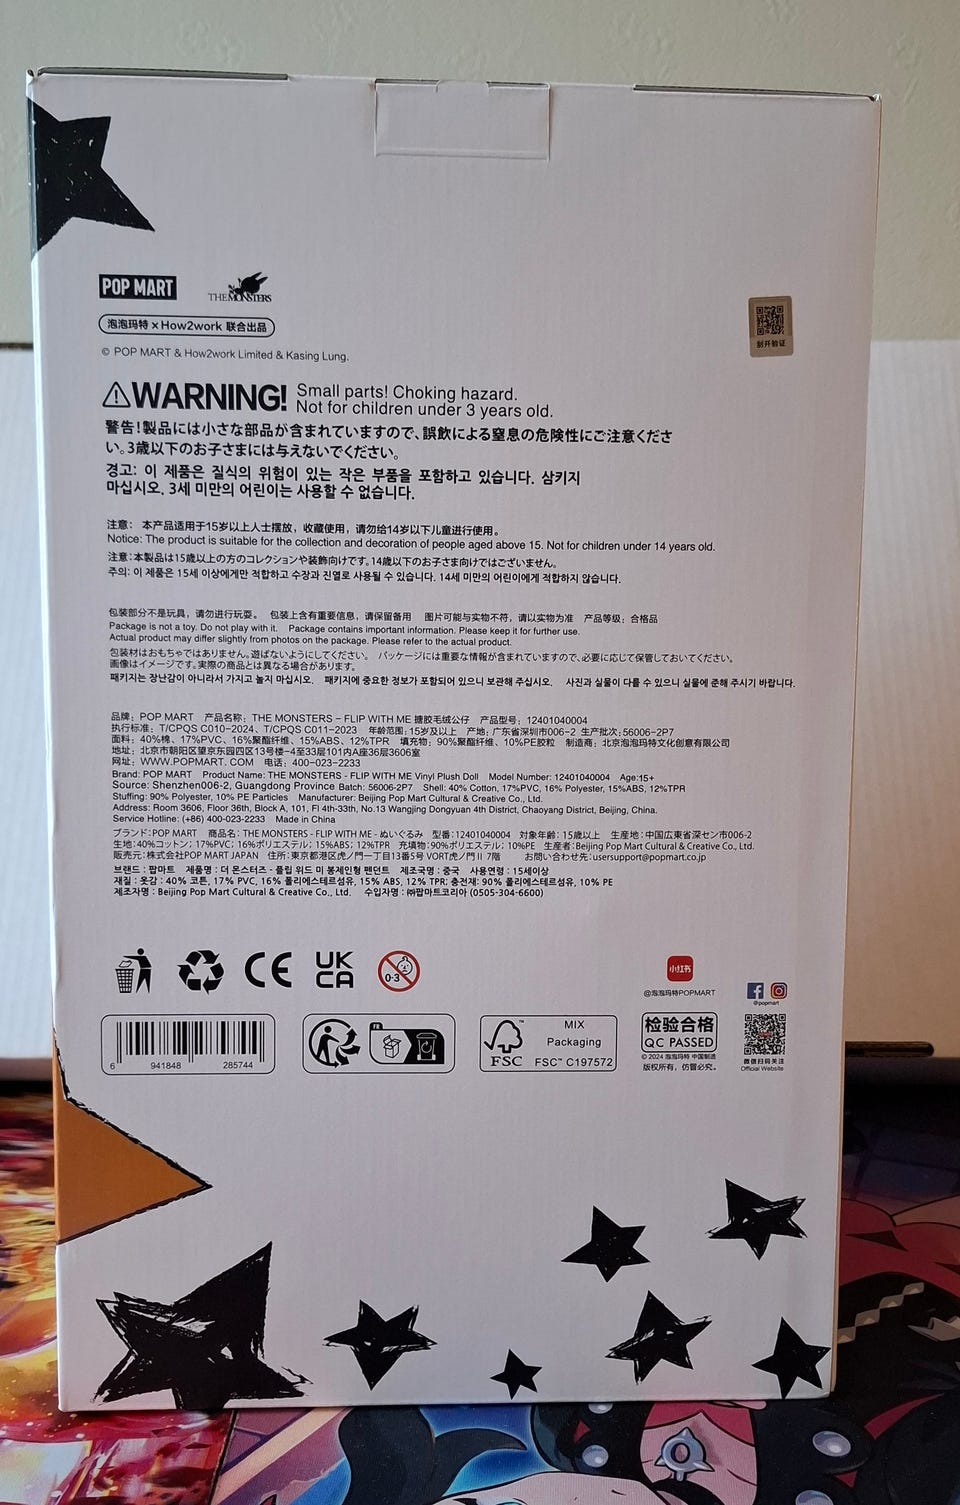 POP MART
THE MONSTERS
泡泡玛特 × How2work 联合出品
© POP MART & How2work Limited & Kasing Lung.
刮开验证
WARNING! Small parts! Choking hazard.
Not for children under 3 years old.
警告!製品には小さな部品が含まれていますので、誤飲による窒息の危険性にご注意くださ
い。3歳以下のお子さまには与えないでください。
경고: 이 제품은 질식의 위험이 있는 작은 부품을 포함하고 있습니다. 삼키지
마십시오. 3세 미만의 어린이는 사용할 수 없습니다.
注意： 本产品适用于15岁以上人士摆放，收藏使用，请勿给14岁以下儿童进行使用。
Notice: The product is suitable for the collection and decoration of people aged above 15. Not for children under 14 years old.
注意:本製品は15歳以上の方のコレクションや装飾向けです。14歳以下のお子さま向けではございません。
주의: 이 제품은 15세 이상에게만 적합하고 수장과 진열로 사용될 수 있습니다. 14세 미만의 어린이에게 적합하지 않습니다.
包装部分不是玩具，请勿进行玩耍。 包装上含有重要信息，请保留备用 图片可能与实物不符，请以实物为准 产品等级：合格品
Package is not a toy. Do not play with it. Package contains important information. Please keep it for further use.
Actual product may differ slightly from photos on the package. Please refer to the actual product.
包装材はおもちゃではありません。遊ばないようにしてください。 パッケージには重要な情報が含まれていますので、必要に応じて保管しておいてください。
画像はイメージです。実際の商品とは異なる場合があります。
패키지는 장난감이 아니라서 가지고 놀지 마십시오. 패키지에 중요한 정보가 포함되어 있으니 보관해 주십시오. 사진과 실물이 다를 수 있으니 실물에 준해 주시기 바랍니다.
品牌：POP MART 产品名称：THE MONSTERS – FLIP WITH ME 搪胶毛绒公仔 产品型号：12401040004
执行标准：T/CPQS C010-2024、T/CPQS C011-2023 年龄范围：15岁及以上 产地：广东省深圳市006-2 生产批次：56006-2P7
面料：40%棉、17%PVC、16%聚酯纤维、15%ABS、12%TPR 填充物：90%聚酯纤维、10%PE胶粒 制造商：北京泡泡玛特文化创意有限公司
地址：北京市朝阳区望京东园四区13号楼-4至33层101内A座36层3606室
网址：WWW.POPMART.COM 电话：400-023-2233
Brand: POP MART Product Name: THE MONSTERS - FLIP WITH ME Vinyl Plush Doll Model Number: 12401040004 Age:15+
Source: Shenzhen006-2, Guangdong Province Batch: 56006-2P7 Shell: 40% Cotton, 17%PVC, 16% Polyester, 15%ABS, 12%TPR
Stuffing: 90% Polyester, 10% PE Particles Manufacturer: Beijing Pop Mart Cultural & Creative Co., Ltd.
Address: Room 3606, Floor 36th, Block A, 101, Fl 4th-33th, No.13 Wangjing Dongyuan 4th District, Chaoyang District, Beijing, China.
Service Hotline: (+86) 400-023-2233 Made in China
ブランド:POP MART 商品名: THE MONSTERS - FLIP WITH ME - ぬいぐるみ 型番:12401040004 対象年齢: 15歳以上 生産地:中国広東省深セン市006-2
生地:40%コットン; 17%PVC; 16%ポリエステル; 15%ABS; 12%TPR 充填物:90%ポリエステル; 10%PE 生産者:Beijing Pop Mart Cultural & Creative Co., Ltd.
販売元:株式会社POP MART JAPAN 住所:東京都港区虎ノ門一丁目13番5号 VORT虎ノ門II 7階 お問い合わせ先:usersupport@popmart.co.jp
브랜드 : 팝마트 제품명 : 더 몬스터즈 - 플립 위드 미 봉제인형 펜던트 제조국명 : 중국 사용연령 : 15세이상
재질 : 옷감 : 40% 코튼, 17% PVC, 16% 폴리에스테르섬유, 15% ABS, 12% TPR; 충전재: 90% 폴리에스테르섬유, 10% PE
제조자명 : Beijing Pop Mart Cultural & Creative Co., Ltd. 수입자명 : ㈜팝마트코리아 (0505-304-6600)
CE
UK
CA
0-3
小红书
@泡泡玛特POPMART
@popmart
6 941848 285744
FR
FSC
MIX
Packaging
FSC™ C197572
检验合格
QC PASSED
© 2024 泡泡玛特 中国制造
版权所有，仿冒必究。
微信扫码关注
Official Website